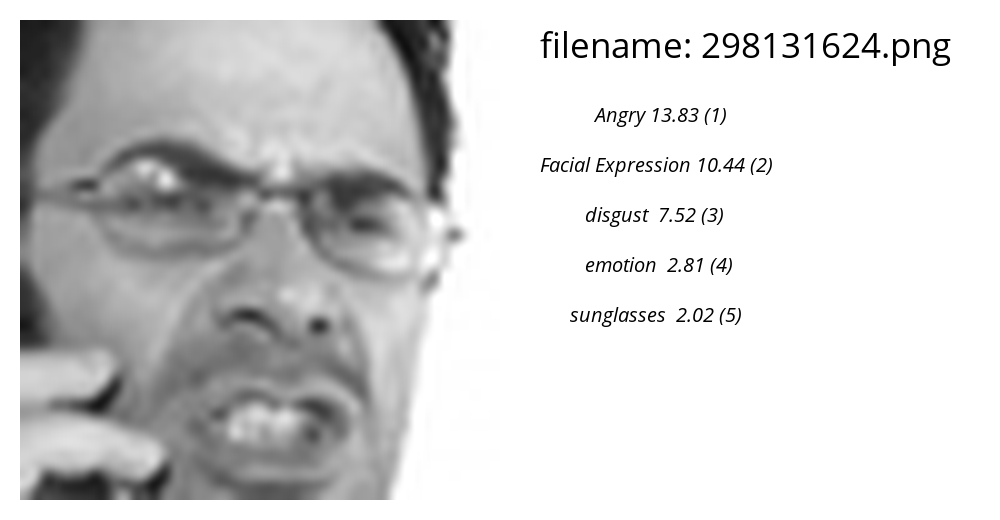 filename: 298131624.png
Angry 13.83 (1)
Facial Expression 10.44 (2)
disgust 7.52 (3)
emotion 2.81 (4)
sunglasses 2.02 (5)